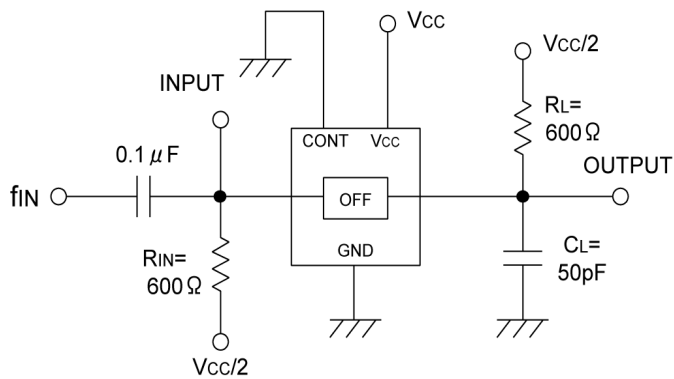 VCC
VCC/2
INPUT
RL=
600Ω
CONT
VCC
0.1μF
OUTPUT
fIN
OFF
GND
RIN=
600Ω
CL=
50pF
VCC/2